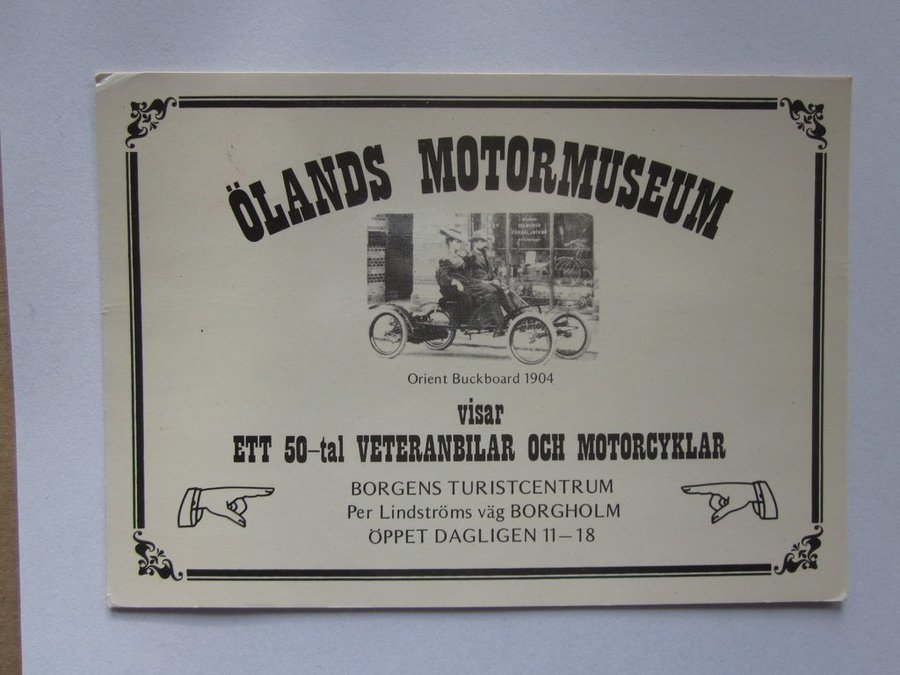 ÖLANDS MOTORMUSEUM
Orient Buckboard 1904
visar
ETT 50-tal VETERANBILAR OCH MOTORCYKLAR
BORGENS TURISTCENTRUM
Per Lindströms väg BORGHOLM
ÖPPET DAGLIGEN 11–18